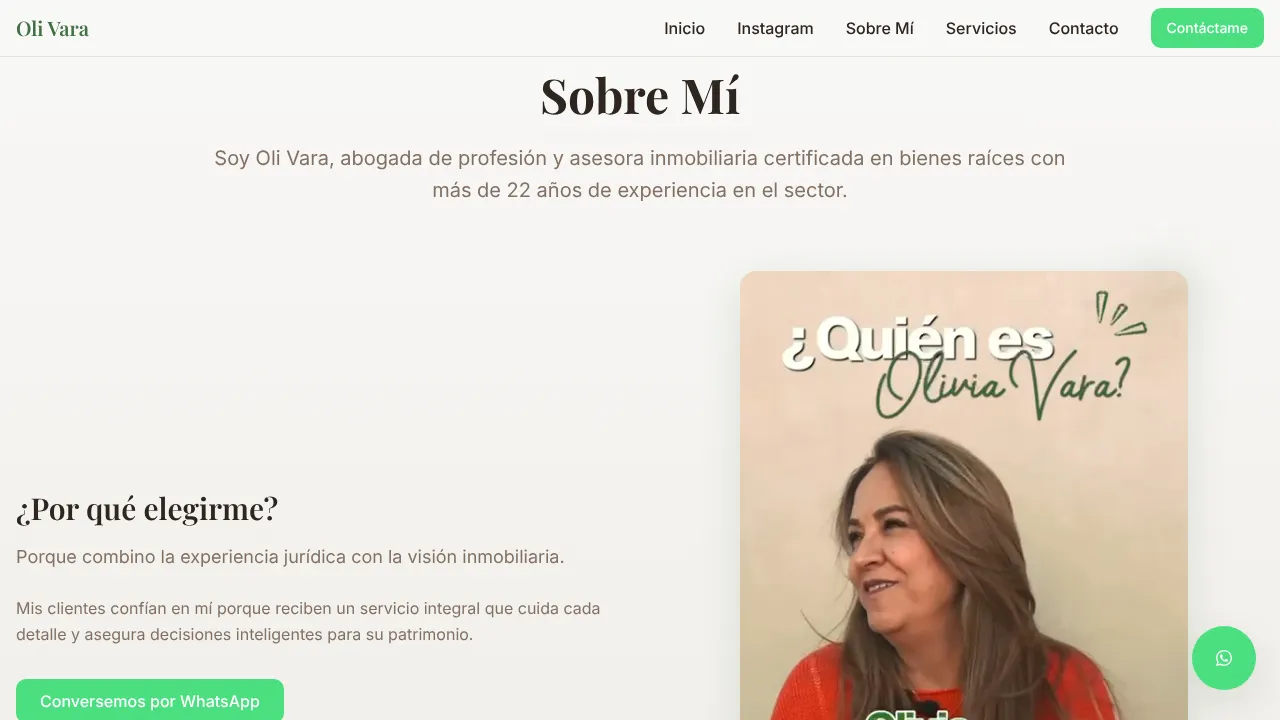 Oli Vara
Inicio
Instagram
Sobre Mí
Servicios
Contacto
Contáctame
Sobre Mí
Soy Oli Vara, abogada de profesión y asesora inmobiliaria certificada en bienes raíces con
más de 22 años de experiencia en el sector.
¿Quién es
Olivia Vara?
¿Por qué elegirme?
Porque combino la experiencia jurídica con la visión inmobiliaria.
Mis clientes confían en mí porque reciben un servicio integral que cuida cada
detalle y asegura decisiones inteligentes para su patrimonio.
Conversemos por WhatsApp
Olivia